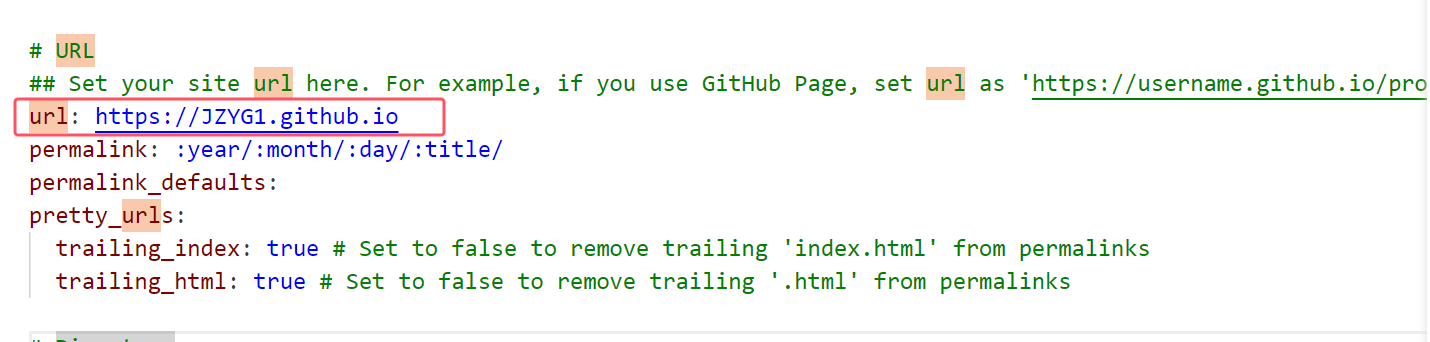 # URL
## Set your site url here. For example, if you use GitHub Page, set url as 'https://username.github.io/pro
url: https://JZYG1.github.io
permalink: :year/:month/:day/:title/
permalink_defaults:
pretty_urls:
  trailing_index: true # Set to false to remove trailing 'index.html' from permalinks
  trailing_html: true # Set to false to remove trailing '.html' from permalinks